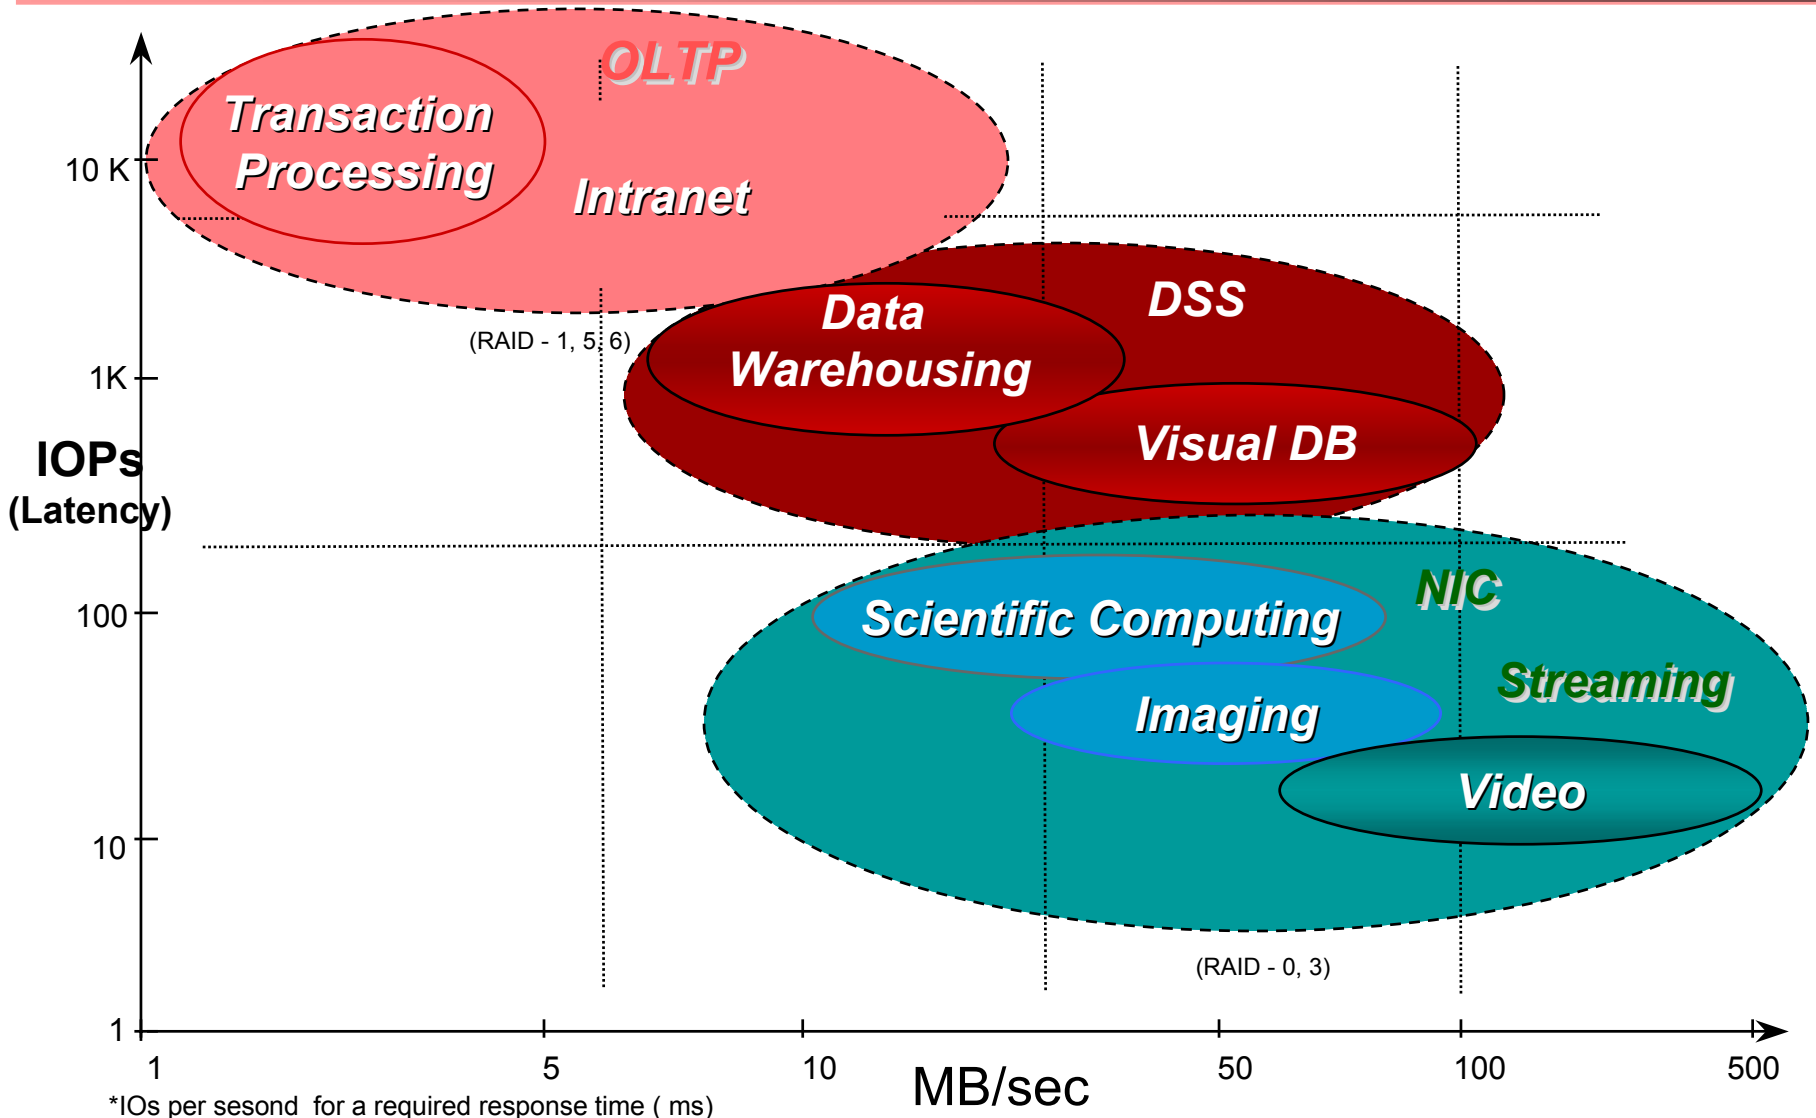 OLTP
Transaction
Processing
Intranet
10 K
DSS
Data
Warehousing
(RAID - 1, 5, 6)
1K
Visual DB
IOPs
(Latency)
NIC
Scientific Computing
100
Streaming
Imaging
Video
10
(RAID - 0, 3)
1
1 5 10 50 100 500
MB/sec
*IOs per sesond for a required response time ( ms)